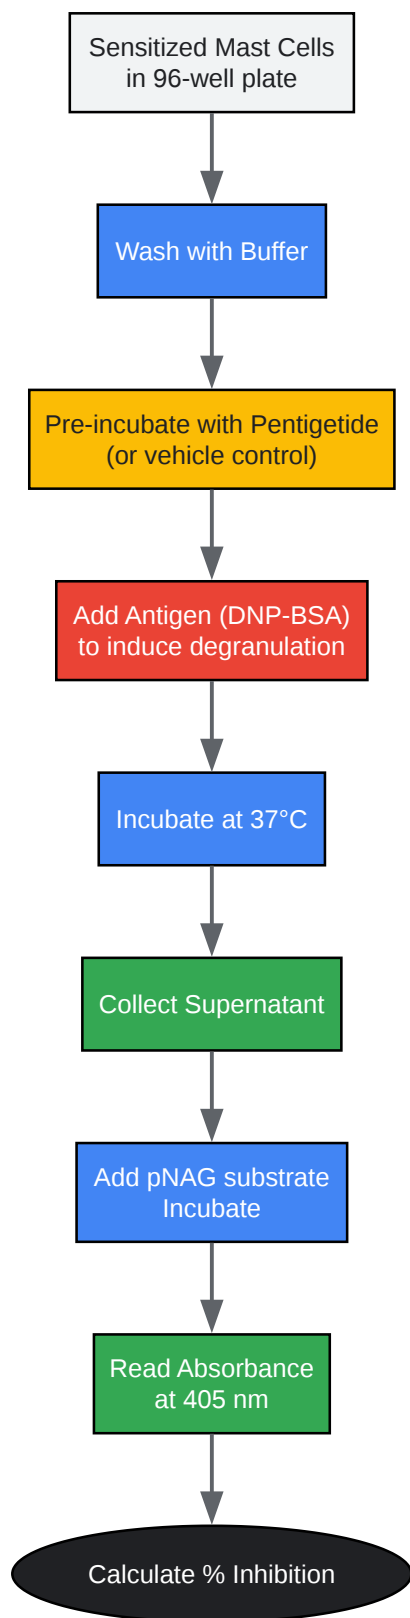 Sensitized Mast Cells
in 96-well plate
Wash with Buffer
Pre-incubate with Pentigetide
(or vehicle control)
Add Antigen (DNP-BSA)
to induce degranulation
Incubate at 37°C
Collect Supernatant
Add pNAG substrate
Incubate
Read Absorbance
at 405 nm
Calculate % Inhibition